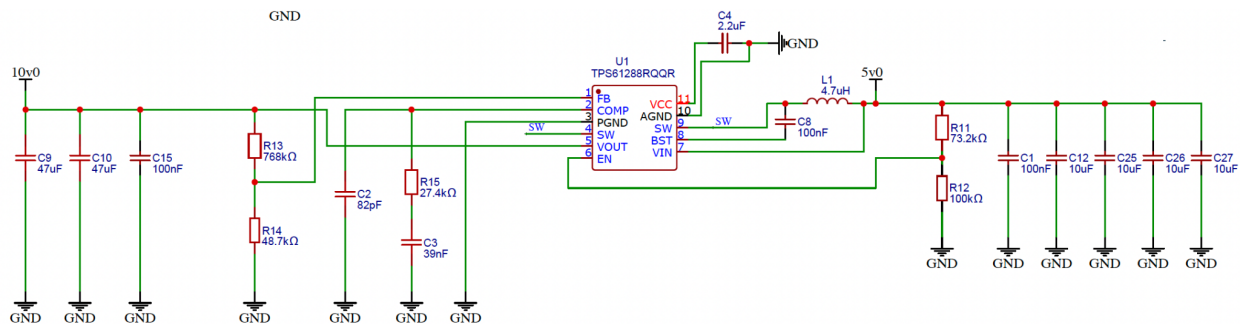 GND
C4
2.2uF
GND
U1
TPS61288RQQR
10v0
5v0
L1
4.7uH
1
FB
2
COMP
3
PGND
4
SW
5
VOUT
6
EN
VCC
11
AGND
10
SW
9
BST
8
VIN
7
SW
SW
C8
100nF
C9
47uF
C10
47uF
C15
100nF
R13
768kΩ
R14
48.7kΩ
C2
82pF
R15
27.4kΩ
C3
39nF
R11
73.2kΩ
R12
100kΩ
C1
100nF
C12
10uF
C25
10uF
C26
10uF
C27
10uF
GND
GND
GND
GND
GND
GND
GND
GND
GND
GND
GND
GND
GND